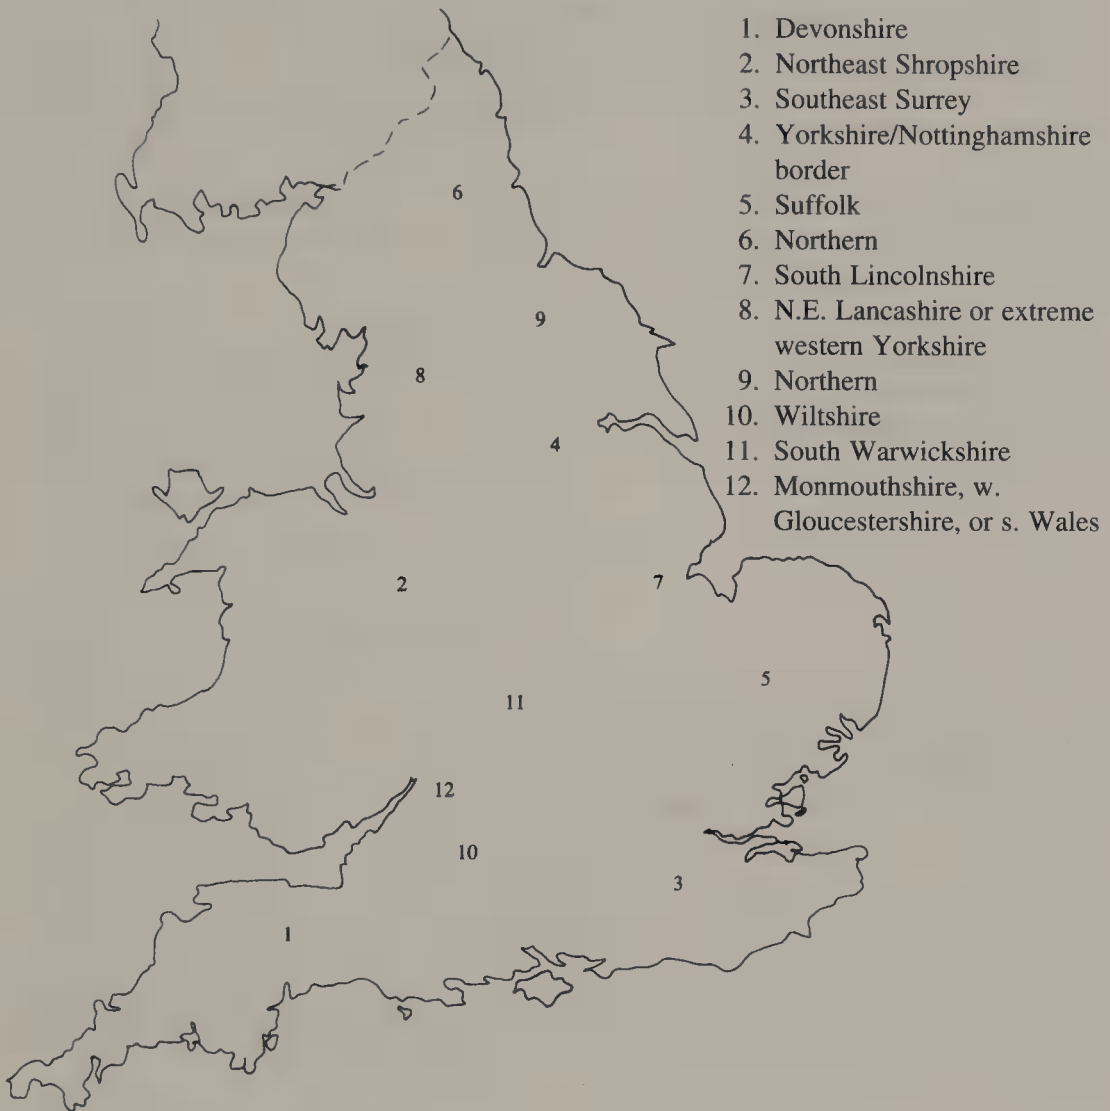 1. Devonshire
2. Northeast Shropshire
3. Southeast Surrey
4. Yorkshire/Nottinghamshire
border
5. Suffolk
6. Northern
7. South Lincolnshire
8. N.E. Lancashire or extreme
western Yorkshire
9. Northern
10. Wiltshire
11. South Warwickshire
12. Monmouthshire, w.
Gloucestershire, or s. Wales
6
9
8
4
2
7
5
11
12
10
3
1